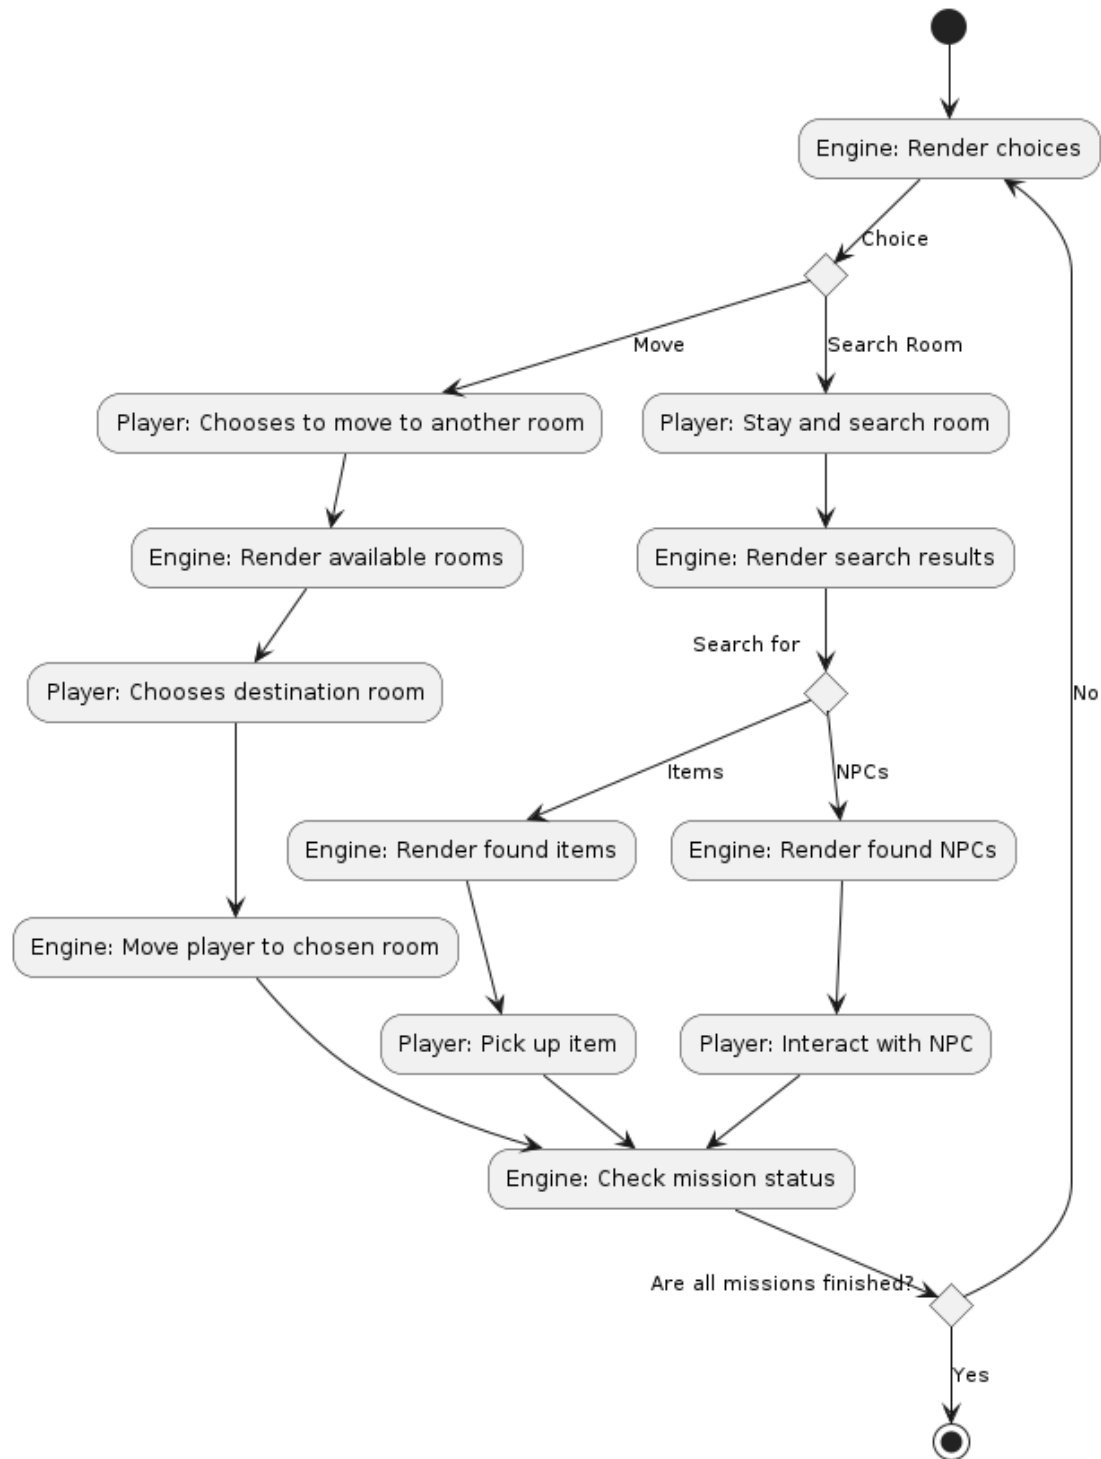 Engine: Render choices
Choice
Move
Search Room
Player: Chooses to move to another room
Player: Stay and search room
Engine: Render available rooms
Engine: Render search results
Search for
Player: Chooses destination room
No
Items
NPCs
Engine: Render found items
Engine: Render found NPCs
Engine: Move player to chosen room
Player: Pick up item
Player: Interact with NPC
Engine: Check mission status
Are all missions finished?
Yes